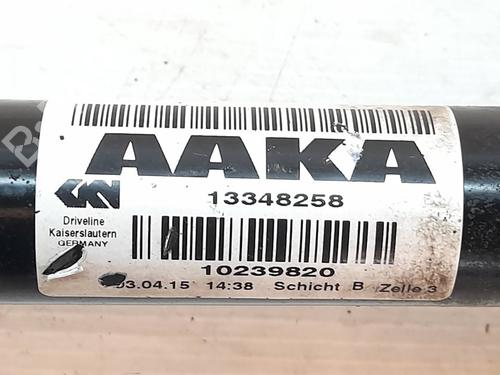 AAKA
13348258
GKN
Driveline
Kaiserslautern
GERMANY
10239820
03.04.15 14:38 Schicht B Zelle 3